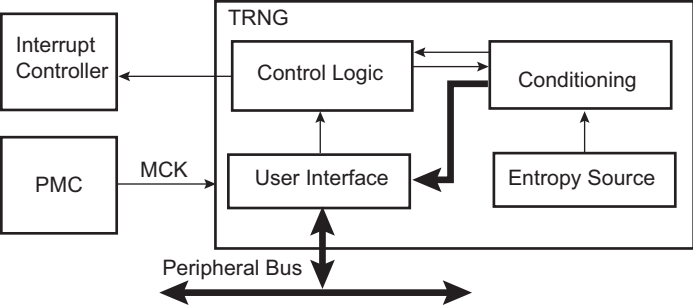 TRNG
Interrupt
Controller
Control Logic
Conditioning
PMC
MCK
User Interface
Entropy Source
Peripheral Bus